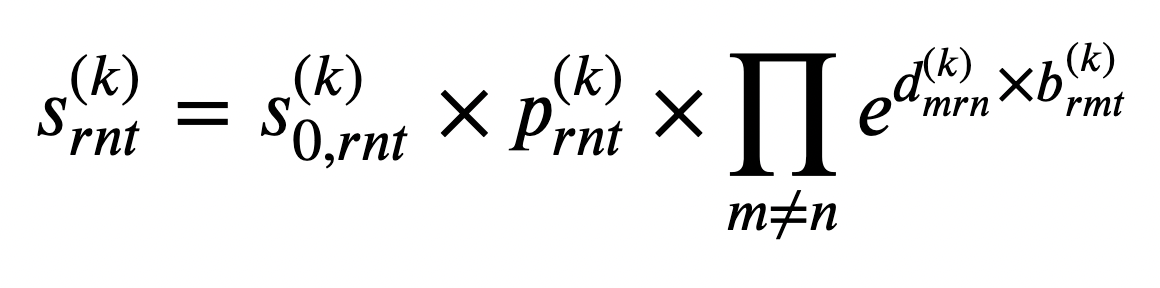 s_{rnt}^{(k)} = s_{0,rnt}^{(k)} × p_{rnt}^{(k)} × ∏_{m≠n} e^{d_{mrn}^{(k)} × b_{rmt}^{(k)}}